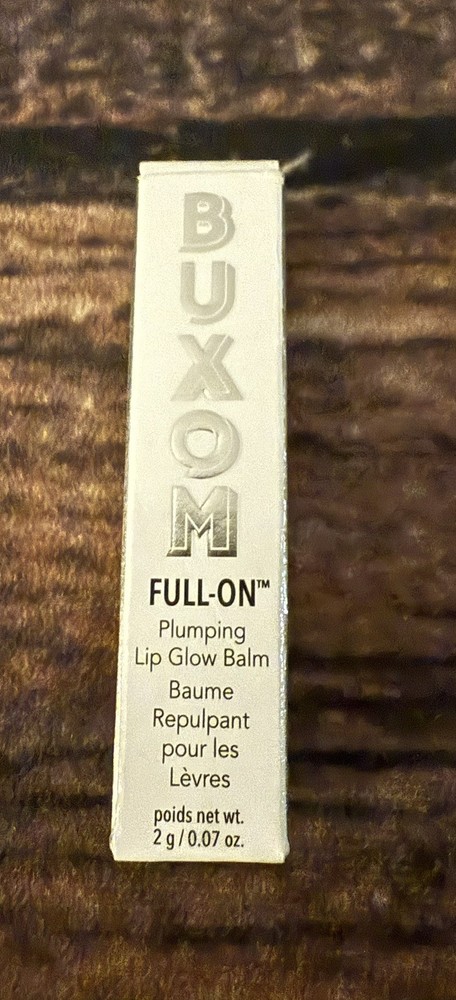 BUXOM
FULL-ON™
Plumping
Lip Glow Balm
Baume
Repulpant
pour les
Lèvres
poids net wt.
2 g / 0.07 oz.